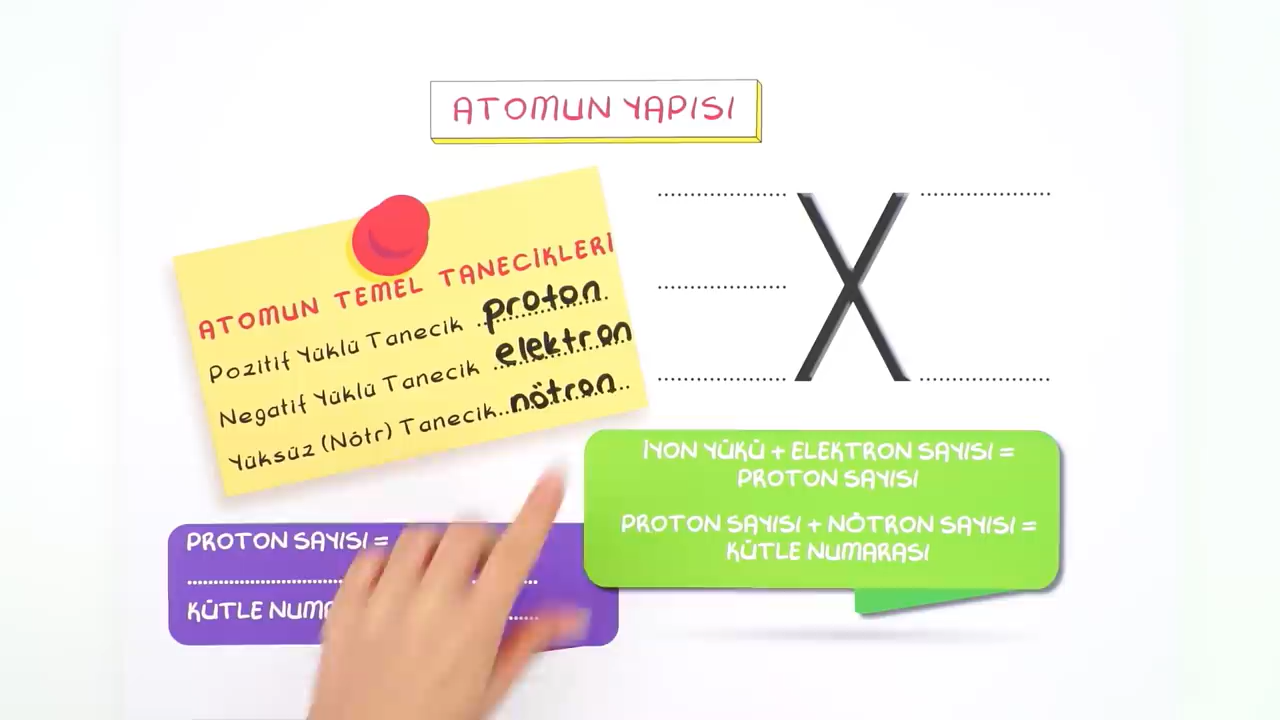 ATOMUN YAPISI
ATOMUN TEMEL TANECİKLERİ
Pozitif Yüklü Tanecik proton
Negatif Yüklü Tanecik elektron
Yüksüz (Nötr) Tanecik nötron
X
İYON YÜKÜ + ELEKTRON SAYISI =
PROTON SAYISI
PROTON SAYISI + NÖTRON SAYISI =
KÜTLE NUMARASI
PROTON SAYISI =
KÜTLE